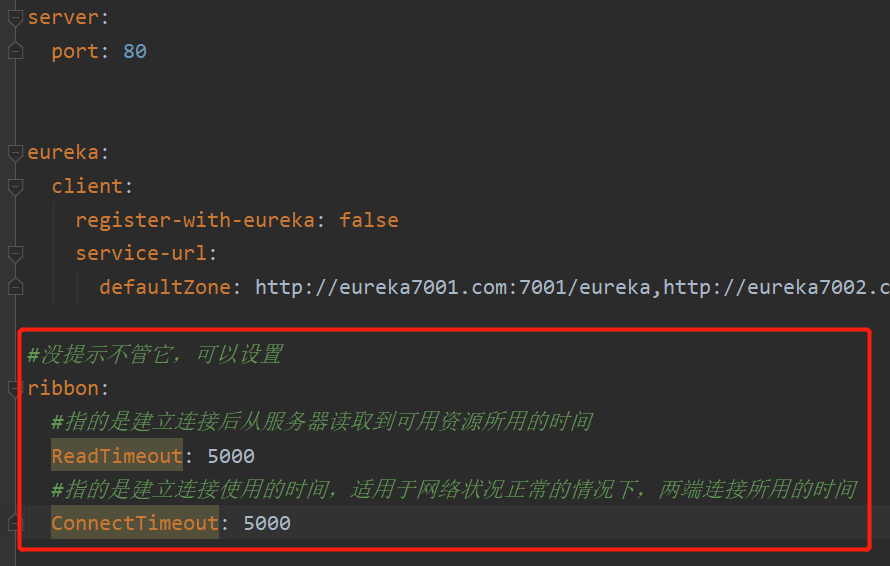 server:
port: 80
eureka:
client:
register-with-eureka: false
service-url:
defaultZone: http://eureka7001.com:7001/eureka,http://eureka7002.c
#没提示不管它，可以设置
ribbon:
#指的是建立连接后从服务器读取到可用资源所用的时间
ReadTimeout: 5000
#指的是建立连接使用的时间，适用于网络状况正常的情况下，两端连接所用的时间
ConnectTimeout: 5000